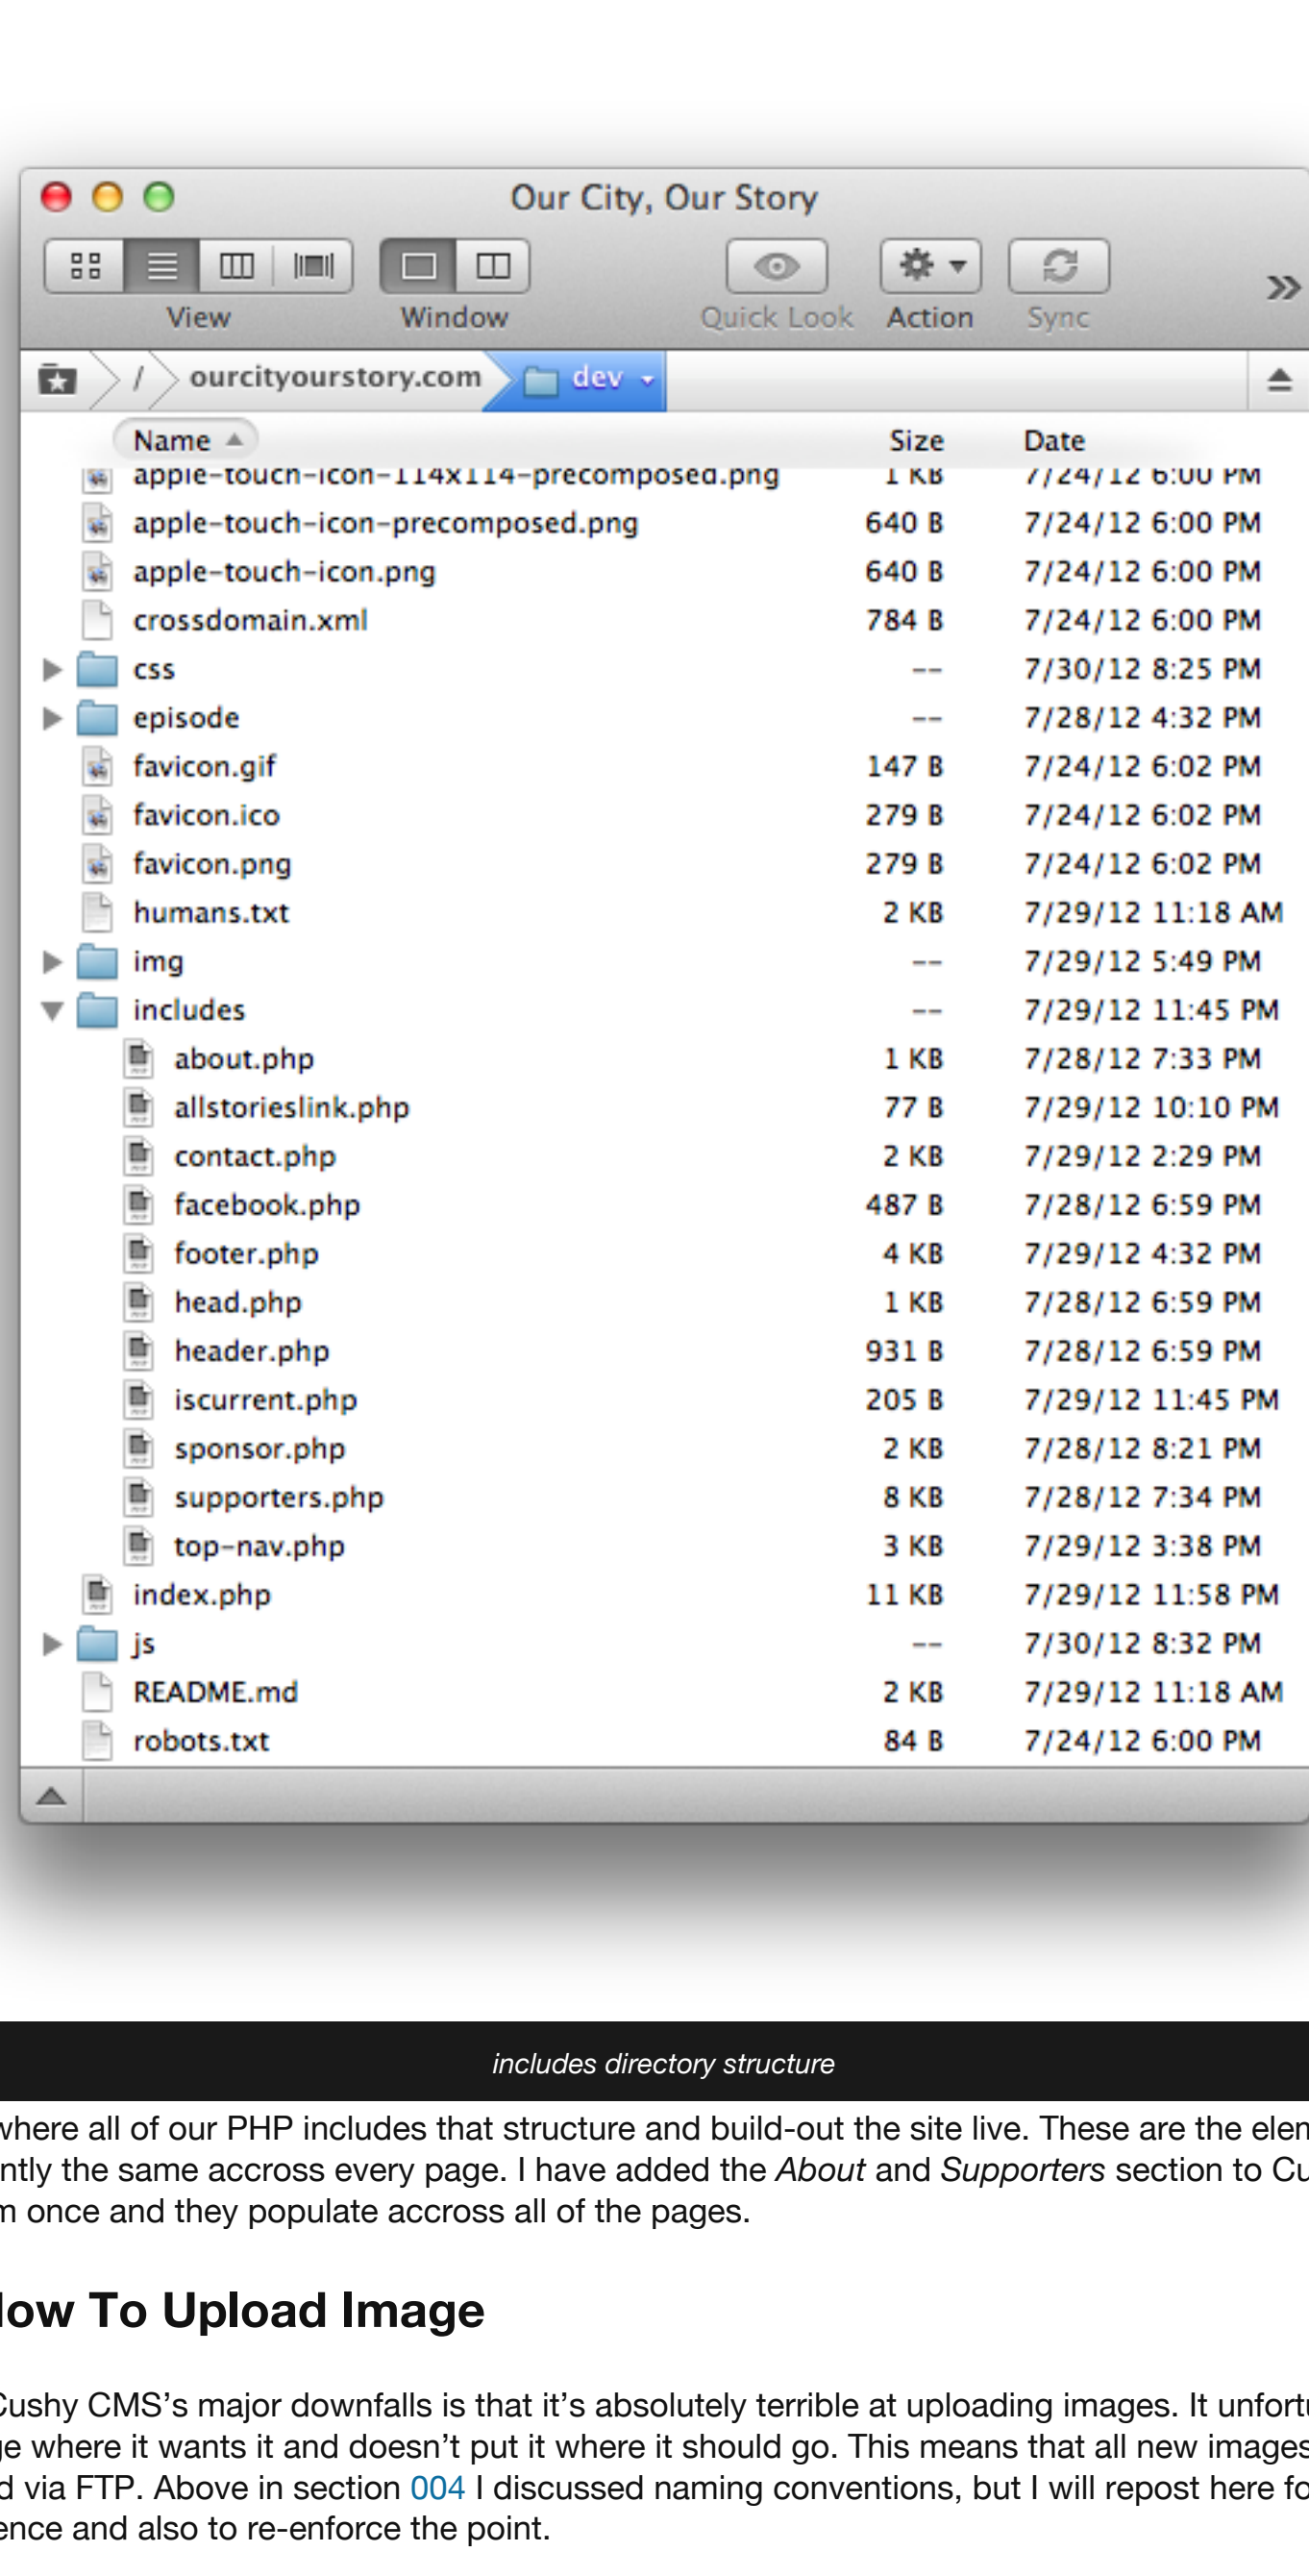 Our City, Our Story
View Window Quick Look Action Sync
/ ourcityourstory.com dev
Name Size Date
apple-touch-icon-114x114-precomposed.png 1 KB 7/24/12 6:00 PM
apple-touch-icon-precomposed.png 640 B 7/24/12 6:00 PM
apple-touch-icon.png 640 B 7/24/12 6:00 PM
crossdomain.xml 784 B 7/24/12 6:00 PM
css -- 7/30/12 8:25 PM
episode -- 7/28/12 4:32 PM
favicon.gif 147 B 7/24/12 6:02 PM
favicon.ico 279 B 7/24/12 6:02 PM
favicon.png 279 B 7/24/12 6:02 PM
humans.txt 2 KB 7/29/12 11:18 AM
img -- 7/29/12 5:49 PM
includes -- 7/29/12 11:45 PM
about.php 1 KB 7/28/12 7:33 PM
allstorieslink.php 77 B 7/29/12 10:10 PM
contact.php 2 KB 7/29/12 2:29 PM
facebook.php 487 B 7/28/12 6:59 PM
footer.php 4 KB 7/29/12 4:32 PM
head.php 1 KB 7/28/12 6:59 PM
header.php 931 B 7/28/12 6:59 PM
iscurrent.php 205 B 7/29/12 11:45 PM
sponsor.php 2 KB 7/28/12 8:21 PM
supporters.php 8 KB 7/28/12 7:34 PM
top-nav.php 3 KB 7/29/12 3:38 PM
index.php 11 KB 7/29/12 11:58 PM
js -- 7/30/12 8:32 PM
README.md 2 KB 7/29/12 11:18 AM
robots.txt 84 B 7/24/12 6:00 PM
includes directory structure
where all of our PHP includes that structure and build-out the site live. These are the elem
ntly the same accross every page. I have added the About and Supporters section to Cu
m once and they populate accross all of the pages.
How To Upload Image
Cushy CMS's major downfalls is that it's absolutely terrible at uploading images. It unfortu
ge where it wants it and doesn't put it where it should go. This means that all new images
d via FTP. Above in section 004 I discussed naming conventions, but I will repost here fo
ence and also to re-enforce the point.